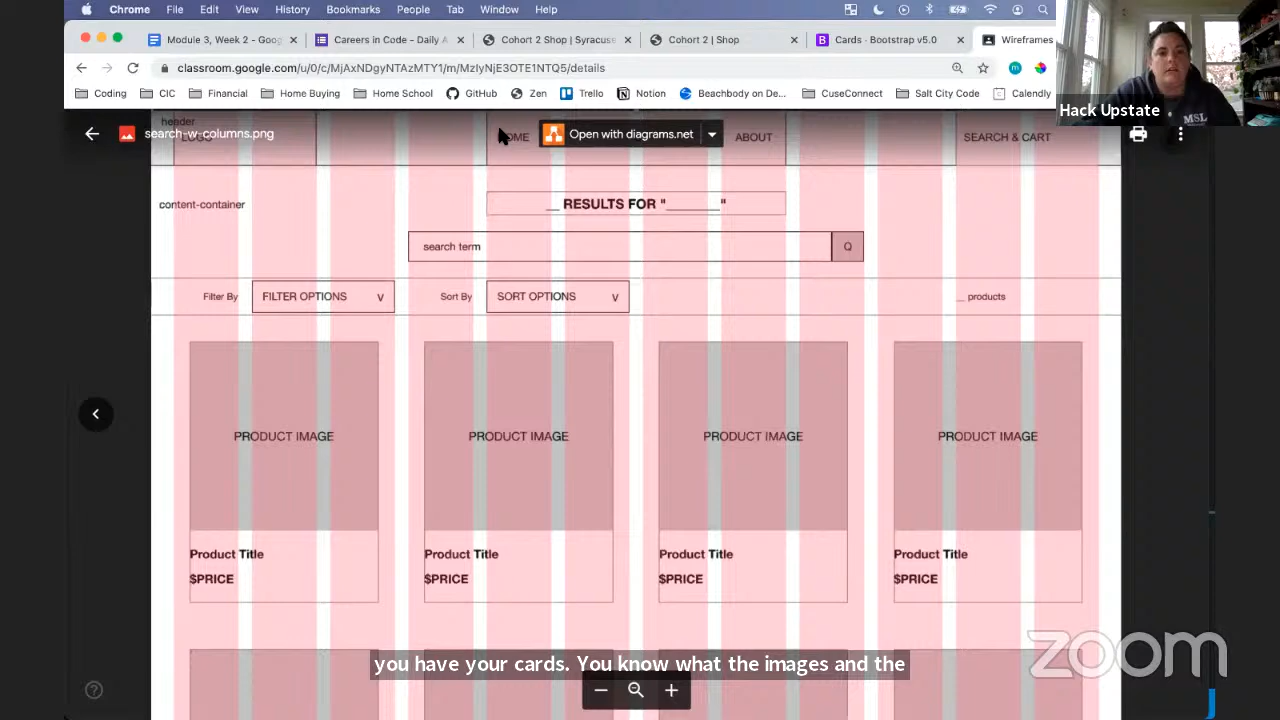 Chrome File Edit View History Bookmarks People Tab Window Help
Module 3, Week 2 - Goog Careers in Code - Daily A Cohort 2 Shop | Syracuse Cohort 2 | Shop Cards · Bootstrap v5.0 Wireframes
classroom.google.com/u/0/c/MjAxNDgyNTAzMTY1/m/MzIyNjE3OTExNTQ5/details
Coding CIC Financial Home Buying Home School GitHub Zen Trello Notion Beachbody on De... CuseConnect Salt City Code Calendly
Hack Upstate
MSL
header
search-w-columns.png
Open with diagrams.net
LOGO HOME ABOUT SEARCH & CART
content-container
__ RESULTS FOR "_______"
search term Q
Filter By FILTER OPTIONS v Sort By SORT OPTIONS v __ products
PRODUCT IMAGE PRODUCT IMAGE PRODUCT IMAGE PRODUCT IMAGE
Product Title Product Title Product Title Product Title
$PRICE $PRICE $PRICE $PRICE
zoom
you have your cards. You know what the images and the